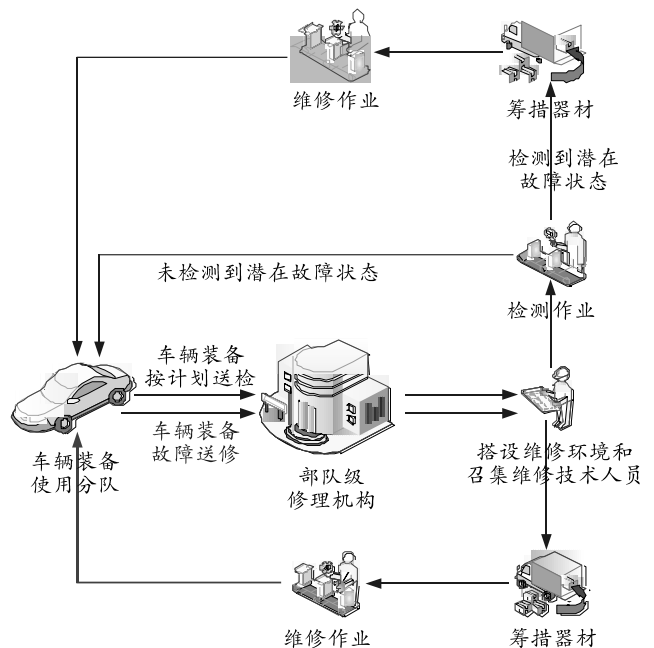 维修作业
筹措器材
检测到潜在
故障状态
未检测到潜在故障状态
检测作业
车辆装备
按计划送检
车辆装备
故障送修
车辆装备
使用分队
部队级
修理机构
搭设维修环境和
召集维修技术人员
维修作业
筹措器材